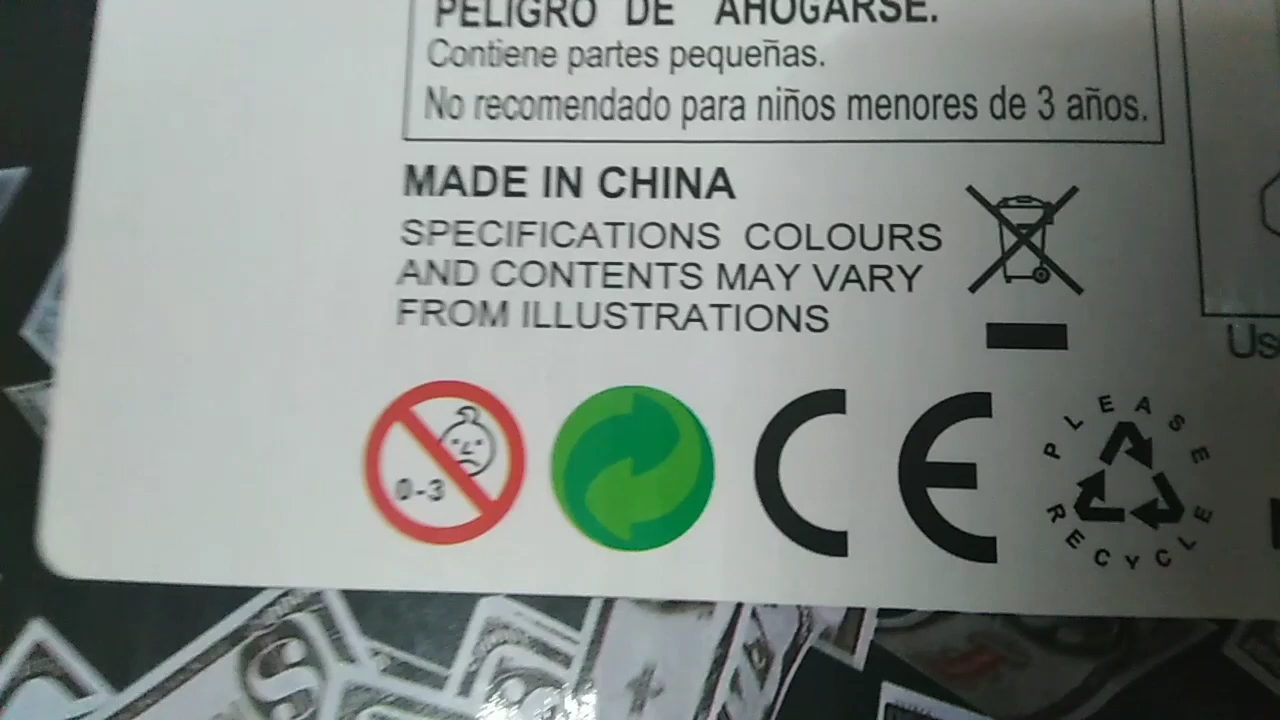 PELIGRO DE AHOGARSE.
Contiene partes pequeñas.
No recomendado para niños menores de 3 años.
MADE IN CHINA
SPECIFICATIONS COLOURS
AND CONTENTS MAY VARY
FROM ILLUSTRATIONS
0-3
CE
PLEASE
RECYCLE